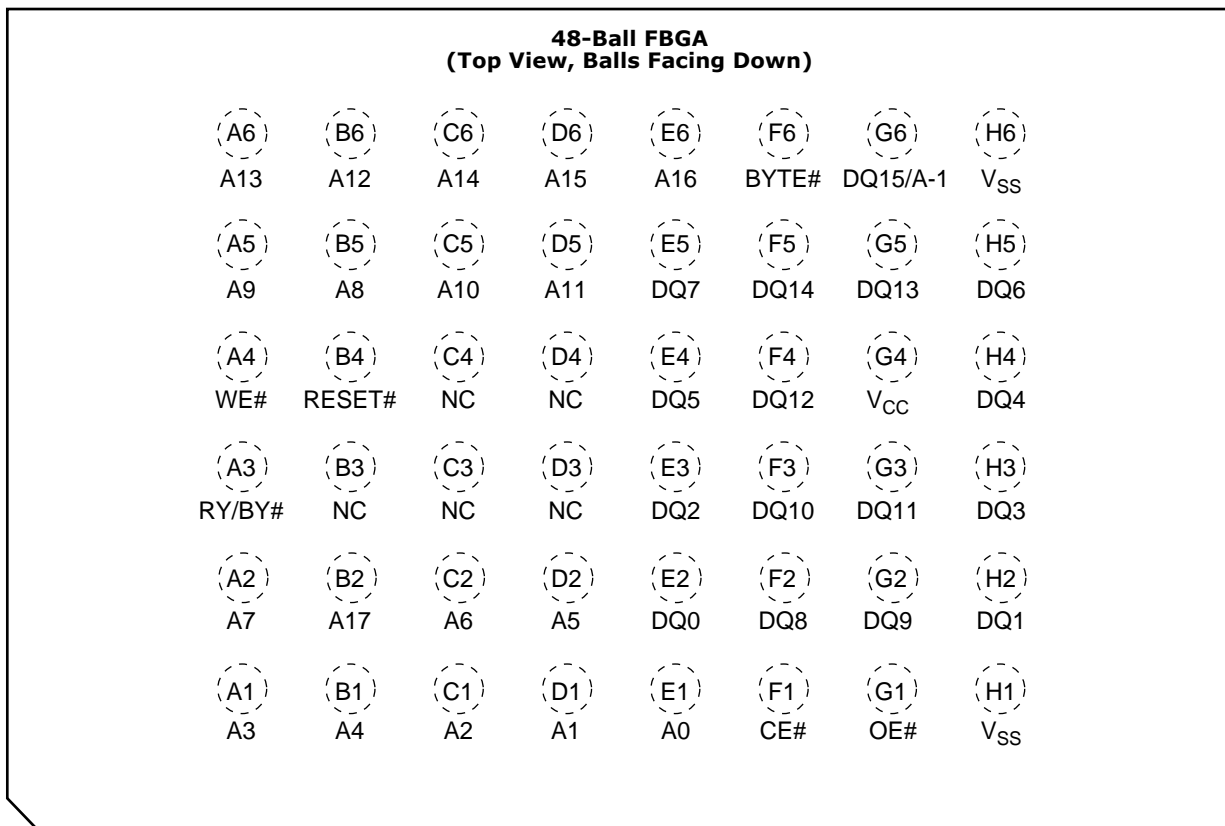 48-Ball FBGA
(Top View, Balls Facing Down)
A6 B6 C6 D6 E6 F6 G6 H6
A13 A12 A14 A15 A16 BYTE# DQ15/A-1 VSS
A5 B5 C5 D5 E5 F5 G5 H5
A9 A8 A10 A11 DQ7 DQ14 DQ13 DQ6
A4 B4 C4 D4 E4 F4 G4 H4
WE# RESET# NC NC DQ5 DQ12 VCC DQ4
A3 B3 C3 D3 E3 F3 G3 H3
RY/BY# NC NC NC DQ2 DQ10 DQ11 DQ3
A2 B2 C2 D2 E2 F2 G2 H2
A7 A17 A6 A5 DQ0 DQ8 DQ9 DQ1
A1 B1 C1 D1 E1 F1 G1 H1
A3 A4 A2 A1 A0 CE# OE# VSS